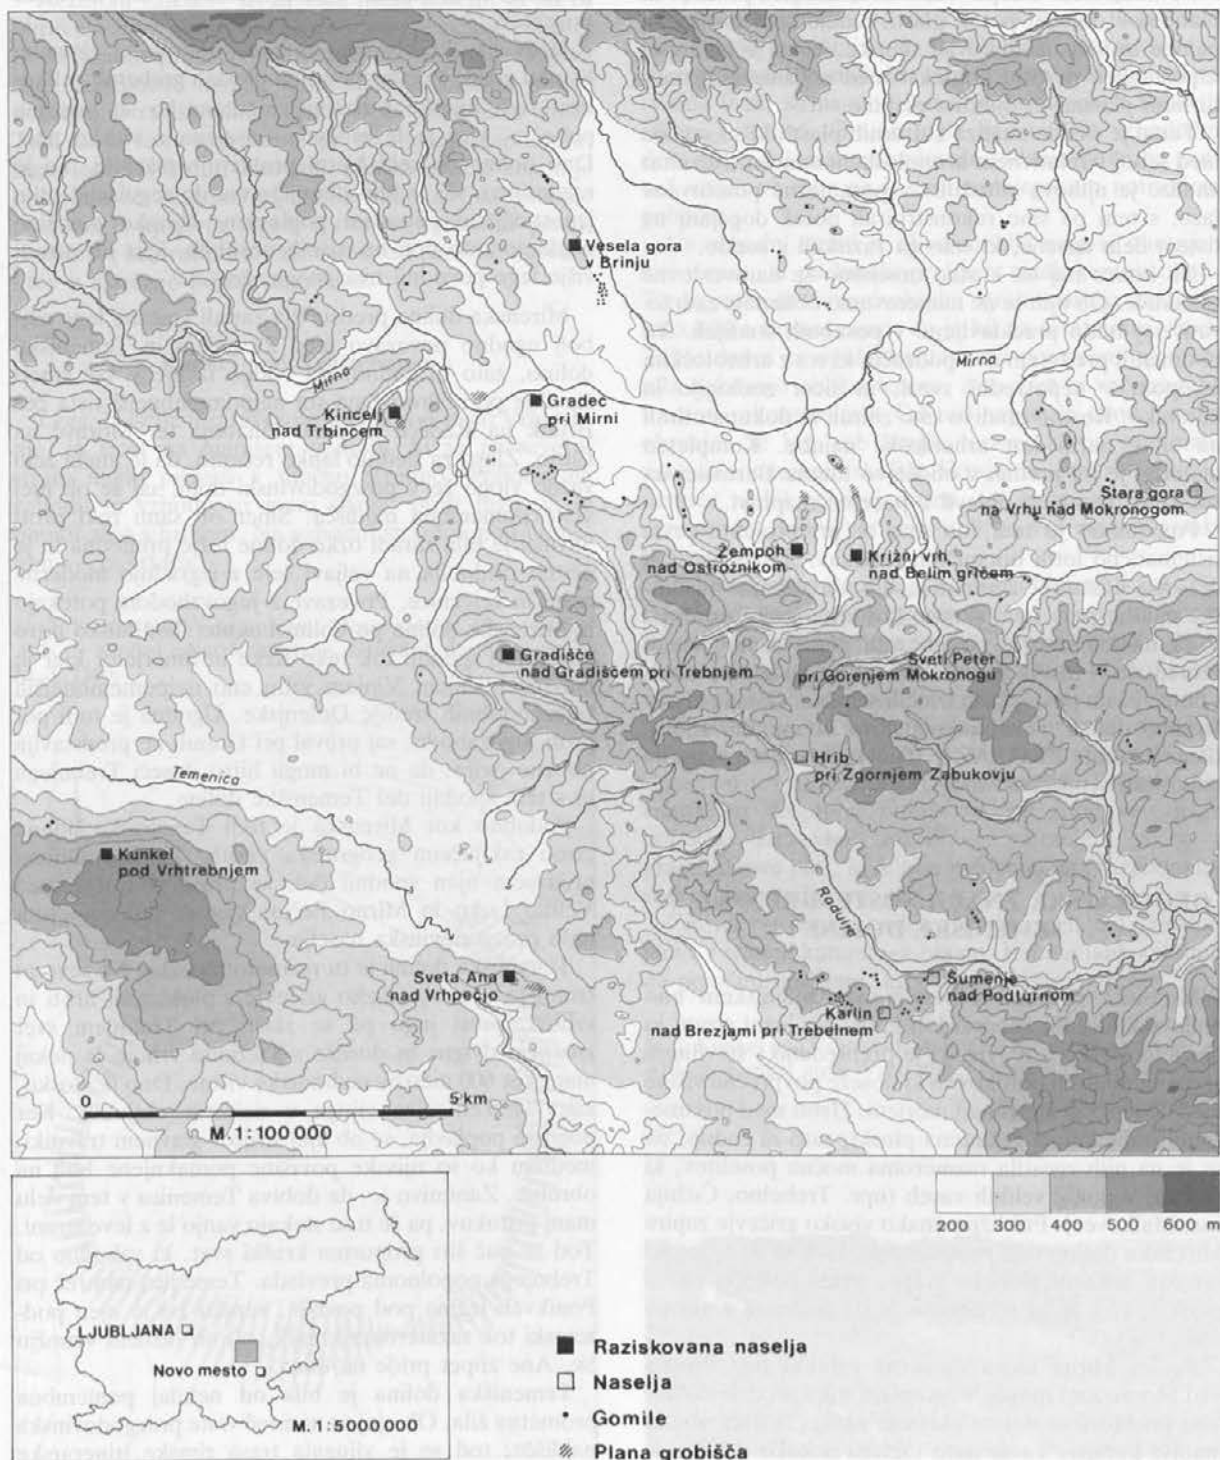 Vesela gora
v Brinju
Mirna
Mirna
Kincelj
nad Trbincem
Gradec
pri Mirni
Stara gora
na Vrhu nad Mokronogom
Žempoh
nad Ostrožnikom
Križni vrh
nad Belim gričem
Gradišče
nad Gradiščem pri Trebnjem
Sveti Peter
pri Gorenjem Mokronogu
Hrib
pri Zgornjem Zabukovju
Temenica
Kunkel
pod Vrhtrebnjem
Radulja
Sveta Ana
nad Vrhpečjo
Šumenje
nad Podturnom
Karlin
nad Brezjami pri Trebelnem
0 5 km
M. 1 : 100 000
200 300 400 500 600 m
LJUBLJANA
Novo mesto
M. 1 : 5 000 000
Raziskovana naselja
Naselja
Gomile
Plana grobišča